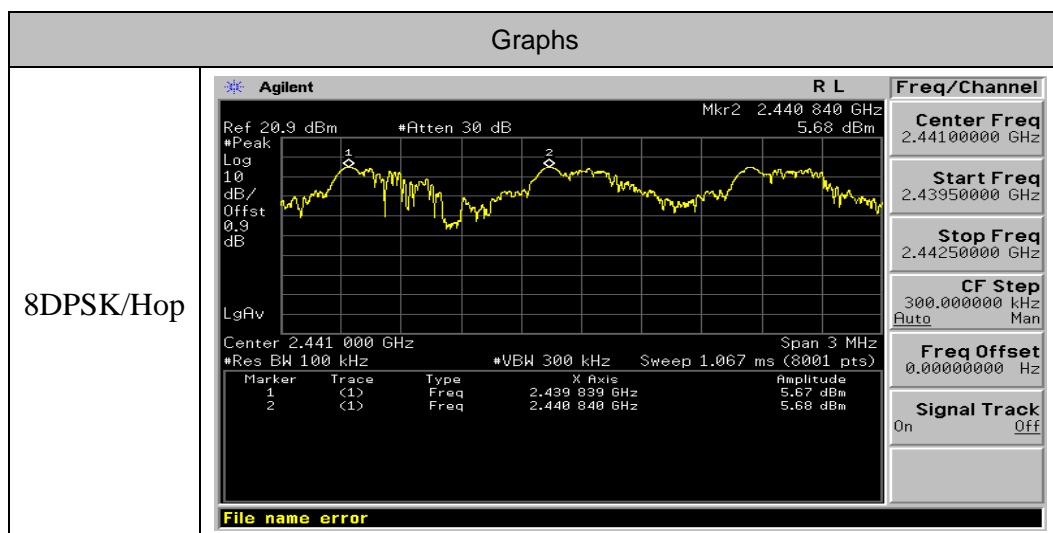 Graphs
8DPSK/Hop
Agilent
R L
Mkr2 2.440 840 GHz
Ref 20.9 dBm #Atten 30 dB 5.68 dBm
#Peak
Log
10
dB/
Offst
0.9
dB
LgAv
1
2
Center 2.441 000 GHz Span 3 MHz
#Res BW 100 kHz #VBW 300 kHz Sweep 1.067 ms (8001 pts)
Marker Trace Type X Axis Amplitude
1 (1) Freq 2.439 839 GHz 5.67 dBm
2 (1) Freq 2.440 840 GHz 5.68 dBm
File name error
Freq/Channel
Center Freq
2.44100000 GHz
Start Freq
2.43950000 GHz
Stop Freq
2.44250000 GHz
CF Step
300.000000 kHz
Auto Man
Freq Offset
0.00000000 Hz
Signal Track
On Off